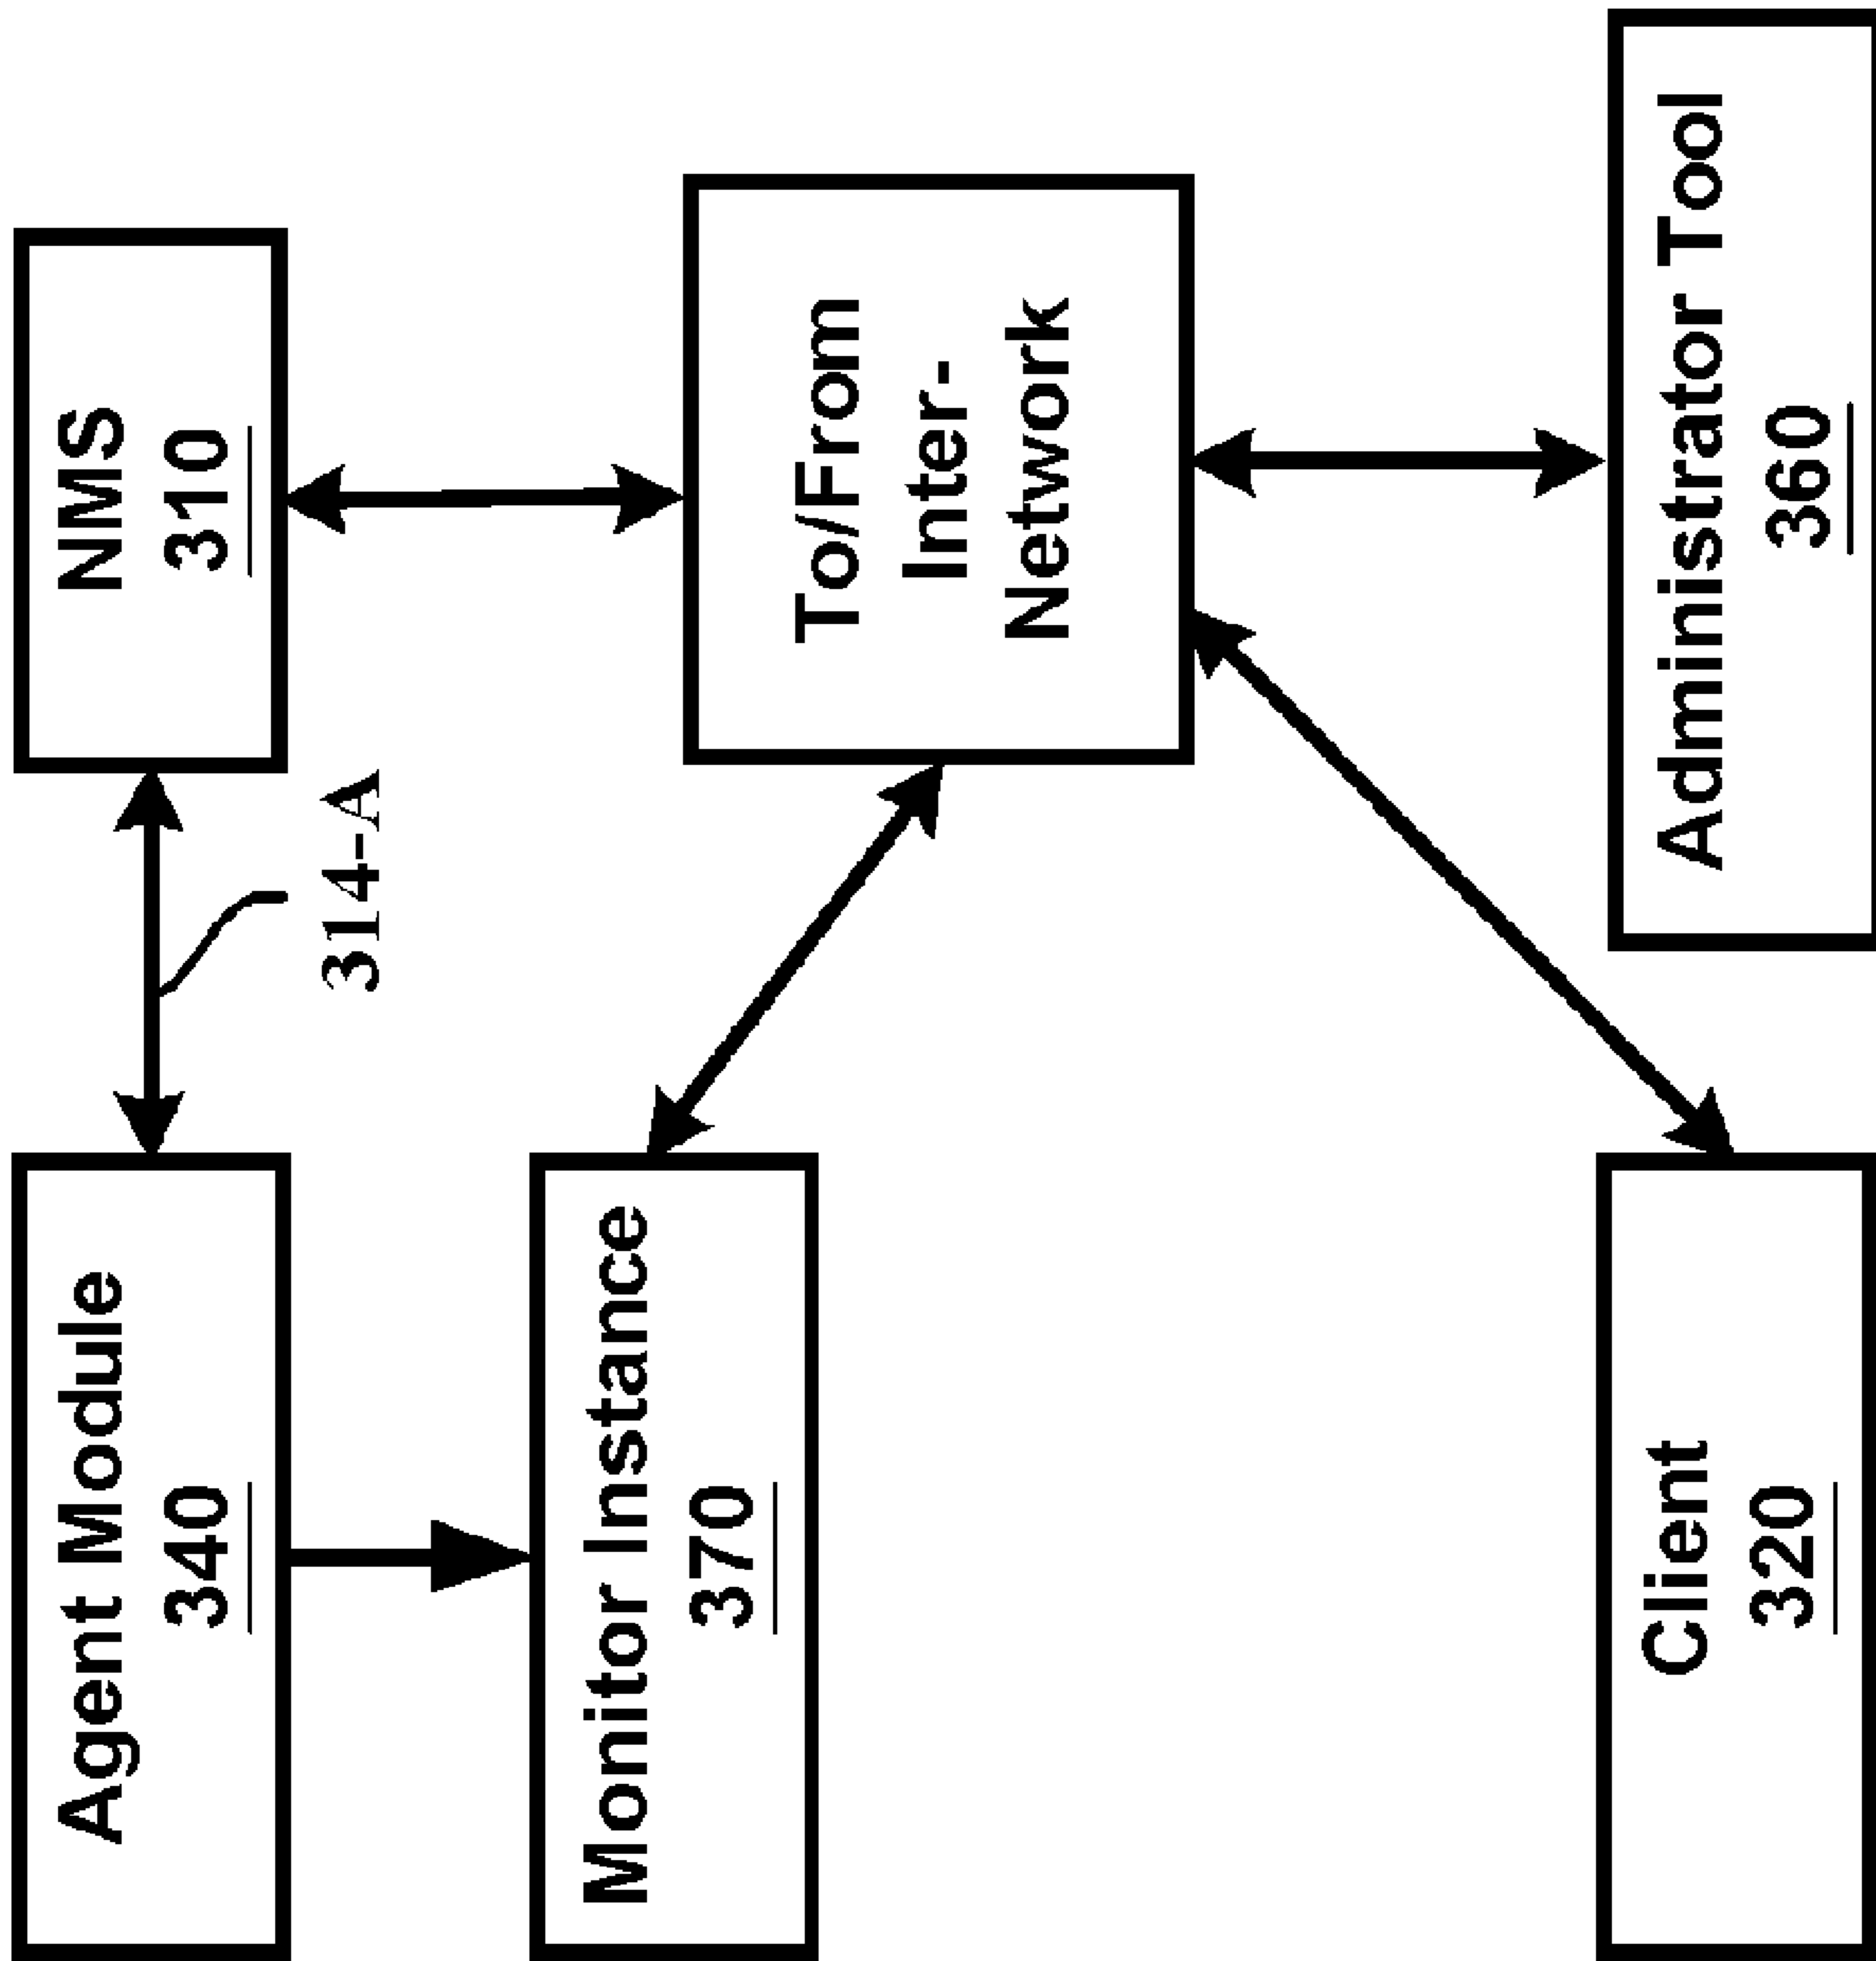 Agent Module
340
314-A
NMS
310
Monitor Instance
370
To/From
Inter-
Network
Client
320
Administrator Tool
360